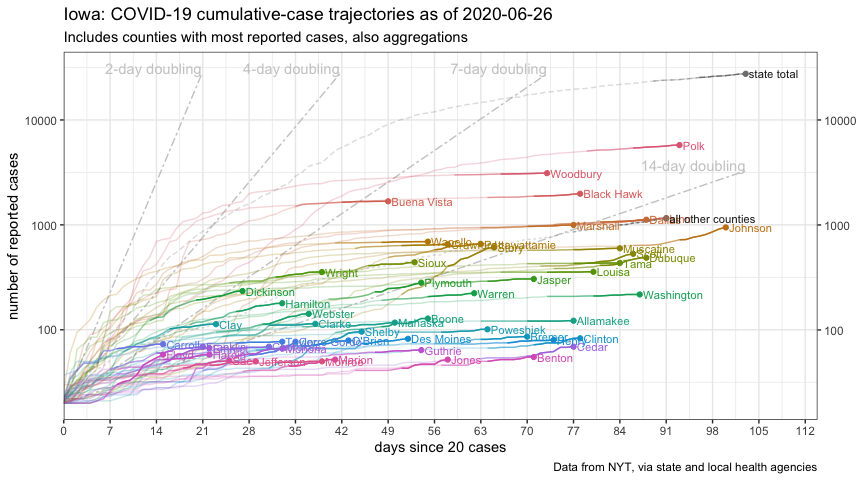 Iowa: COVID-19 cumulative-case trajectories as of 2020-06-26
Includes counties with most reported cases, also aggregations
2-day doubling
4-day doubling
7-day doubling
state total
10000
10000
Polk
14-day doubling
Woodbury
Black Hawk
Buena Vista
all other counties
1000
1000
Marshall
Johnson
Wapello
Story
Muscatine
Scott
Dubuque
Sioux
Tama
Wright
Louisa
Plymouth
Jasper
Dickinson
Warren
Washington
Hamilton
Webster
Clay
Clarke
Mahaska
Boone
Allamakee
100
100
Shelby
Poweshiek
Carroll
O'Brien
Des Moines
Bremer
Clinton
Cedar
Guthrie
Jefferson
Monroe
Marion
Jones
Benton
0
7
14
21
28
35
42
49
56
63
70
77
84
91
98
105
112
number of reported cases
days since 20 cases
Data from NYT, via state and local health agencies